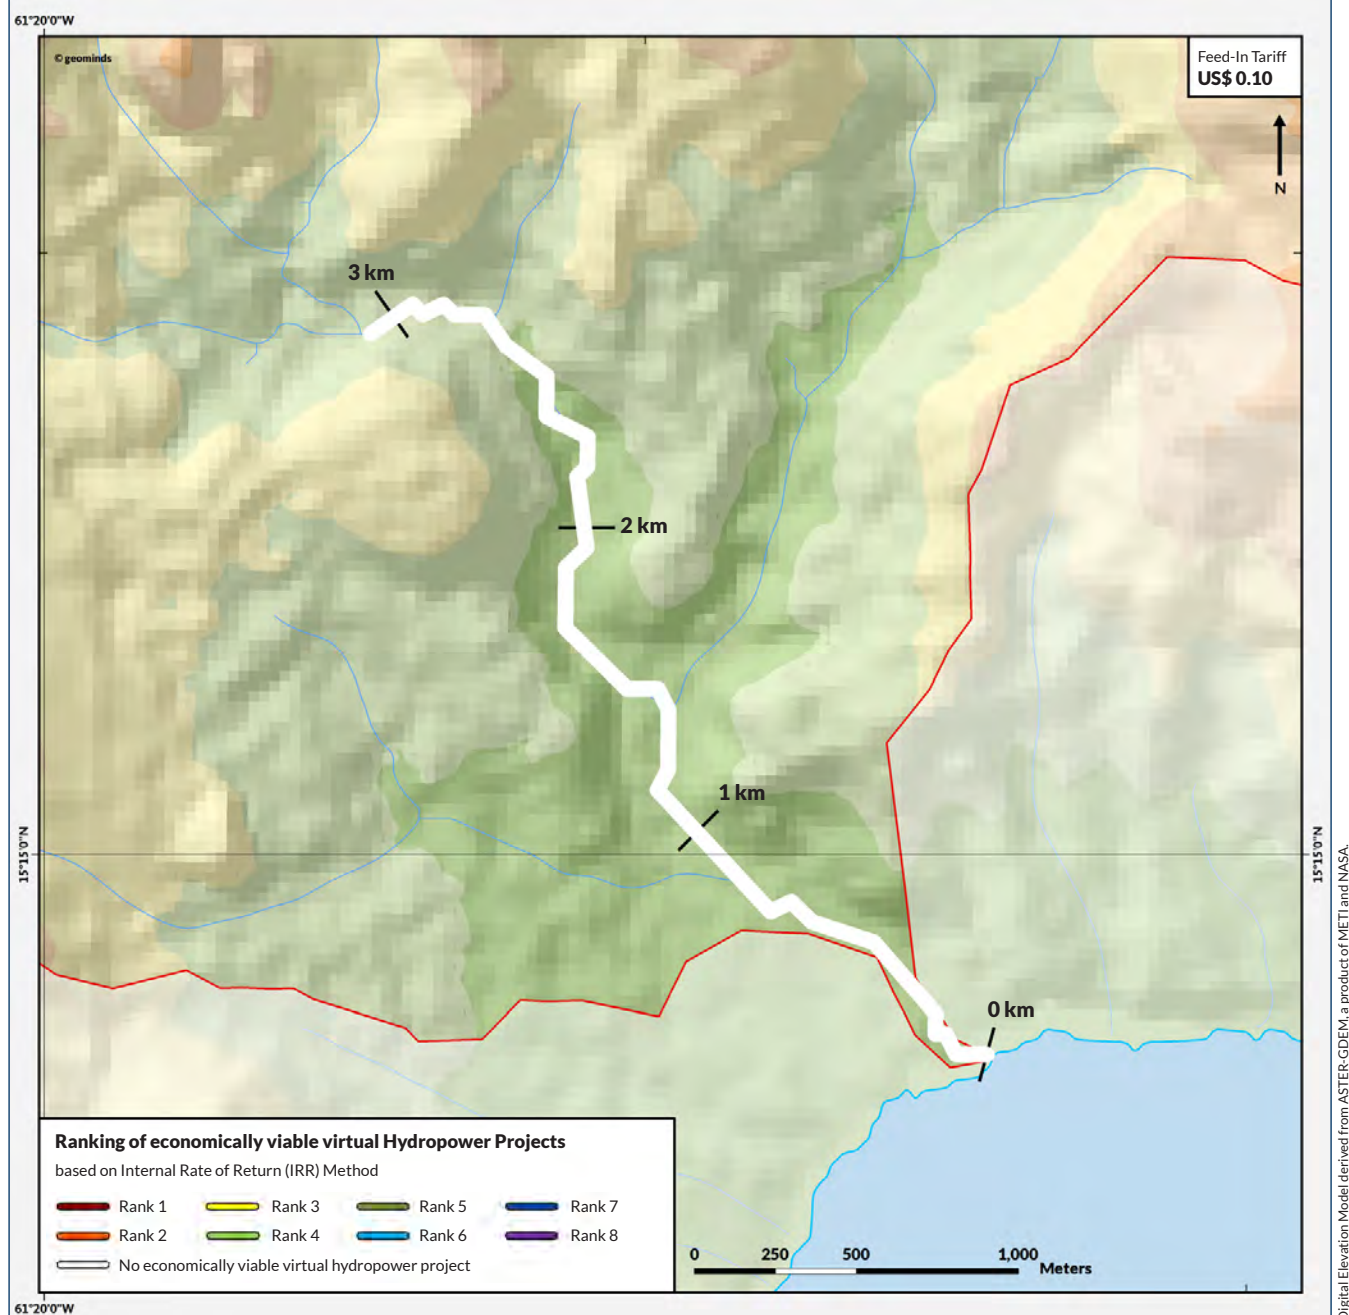 61°20'0"W
© geominds
Feed-In Tariff
US$ 0.10
N
3 km
2 km
1 km
0 km
15°15'0"N
15°15'0"N
Ranking of economically viable virtual Hydropower Projects
based on Internal Rate of Return (IRR) Method
Rank 1
Rank 3
Rank 5
Rank 7
Rank 2
Rank 4
Rank 6
Rank 8
No economically viable virtual hydropower project
0 250 500 1,000
Meters
61°20'0"W
Elevation Model derived from ASTER-GDEM, a product of METI and NASA.